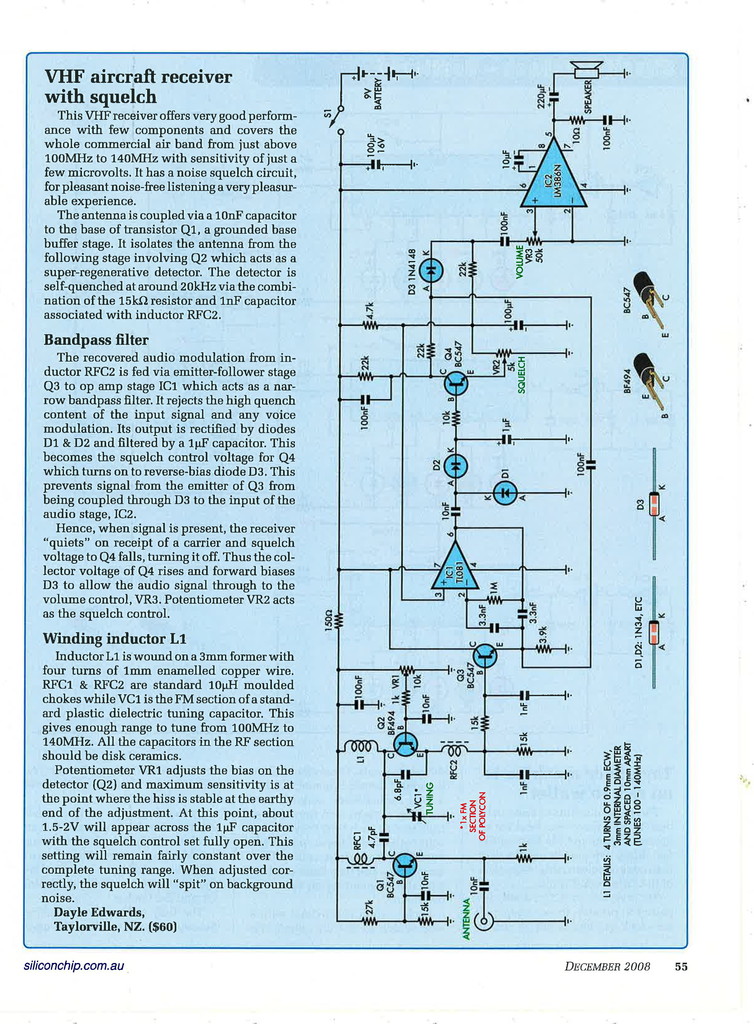 VHF aircraft receiver
with squelch
This VHF receiver offers very good perform-
ance with few components and covers the
whole commercial air band from just above
100MHz to 140MHz with sensitivity of just a
few microvolts. It has a noise squelch circuit,
for pleasant noise-free listening a very pleasur-
able experience.
The antenna is coupled via a 10nF capacitor
to the base of transistor Q1, a grounded base
buffer stage. It isolates the antenna from the
following stage involving Q2 which acts as a
super-regenerative detector. The detector is
self-quenched at around 20kHz via the combi-
nation of the 15kΩ resistor and 1nF capacitor
associated with inductor RFC2.
Bandpass filter
The recovered audio modulation from in-
ductor RFC2 is fed via emitter-follower stage
Q3 to op amp stage IC1 which acts as a nar-
row bandpass filter. It rejects the high quench
content of the input signal and any voice
modulation. Its output is rectified by diodes
D1 & D2 and filtered by a 1µF capacitor. This
becomes the squelch control voltage for Q4
which turns on to reverse-bias diode D3. This
prevents signal from the emitter of Q3 from
being coupled through D3 to the input of the
audio stage, IC2.
Hence, when signal is present, the receiver
"quiets" on receipt of a carrier and squelch
voltage to Q4 falls, turning it off. Thus the col-
lector voltage of Q4 rises and forward biases
D3 to allow the audio signal through to the
volume control, VR3. Potentiometer VR2 acts
as the squelch control.
Winding inductor L1
Inductor L1 is wound on a 3mm former with
four turns of 1mm enamelled copper wire.
RFC1 & RFC2 are standard 10µH moulded
chokes while VC1 is the FM section of a stand-
ard plastic dielectric tuning capacitor. This
gives enough range to tune from 100MHz to
140MHz. All the capacitors in the RF section
should be disk ceramics.
Potentiometer VR1 adjusts the bias on the
detector (Q2) and maximum sensitivity is at
the point where the hiss is stable at the earthy
end of the adjustment. At this point, about
1.5-2V will appear across the 1µF capacitor
with the squelch control set fully open. This
setting will remain fairly constant over the
complete tuning range. When adjusted cor-
rectly, the squelch will "spit" on background
noise.
Dayle Edwards,
Taylorville, NZ. ($60)
ANTENNA
10nF
27k
15k
10nF
Q1
BC547
B
C
E
RFC1
4.7pF
11k
VC1*
TUNING
*1x FM
SECTION
OF POLYCON
6.8pF
L1
Q2
BF494
C
B
E
RFC2
10nF
1k
VR1
10k
100nF
1nF
15k
15k
1nF
Q3
BC547
B
C
E
150Ω
3.9k
3.3nF
3.3nF
1M
IC1
TL081
3
2
7
4
6
10nF
D1
K
A
D2
A
K
1µF
10k
100nF
22k
Q4
BC547
B
C
E
4.7k
22k
VR2
5k
SQUELCH
100µF
22k
D3 1N4148
A
K
100nF
100nF
VOLUME
VR3
50k
IC2
LM386N
3
2
6
1
8
5
7
4
10µF
220µF
10Ω
100nF
SPEAKER
S1
9V
BATTERY
100µF
16V
L1 DETAILS: 4 TURNS OF 0.9mm ECW,
3mm INTERNAL DIAMETER
AND SPACED 10mm APART
(TUNES 100 – 140MHz)
D1,D2: 1N34, ETC
A
K
D3
A
K
BF494
B
E
C
BC547
E
B
C
siliconchip.com.au
DECEMBER 2008 55